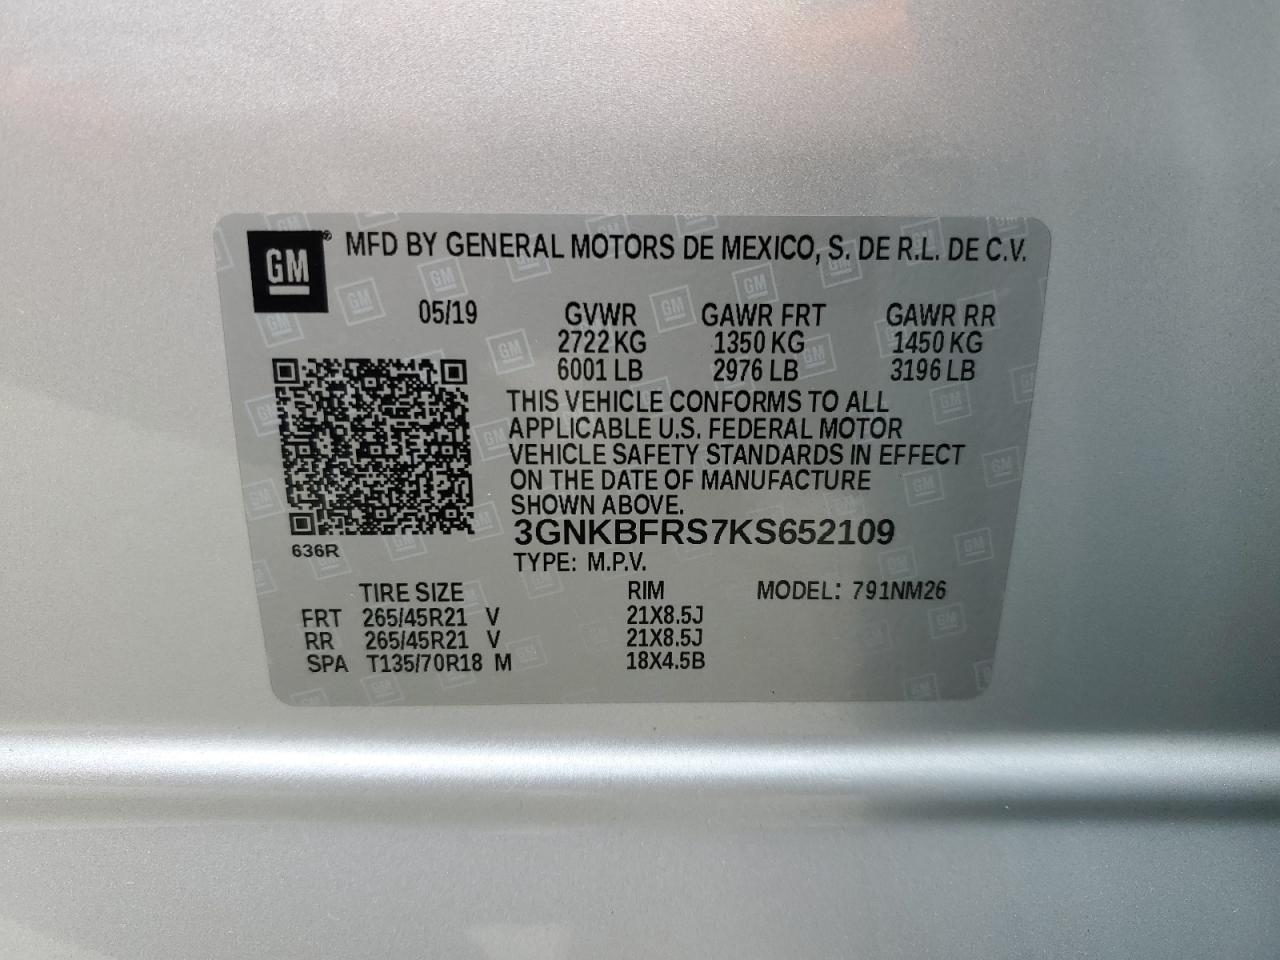 GM® MFD BY GENERAL MOTORS DE MEXICO, S. DE R.L. DE C.V.
05/19 GVWR GAWR FRT GAWR RR
2722 KG 1350 KG 1450 KG
6001 LB 2976 LB 3196 LB
THIS VEHICLE CONFORMS TO ALL
APPLICABLE U.S. FEDERAL MOTOR
VEHICLE SAFETY STANDARDS IN EFFECT
ON THE DATE OF MANUFACTURE
SHOWN ABOVE.
3GNKBFRS7KS652109
636R
TYPE: M.P.V.
TIRE SIZE RIM MODEL: 791NM26
FRT 265/45R21 V 21X8.5J
RR 265/45R21 V 21X8.5J
SPA T135/70R18 M 18X4.5B